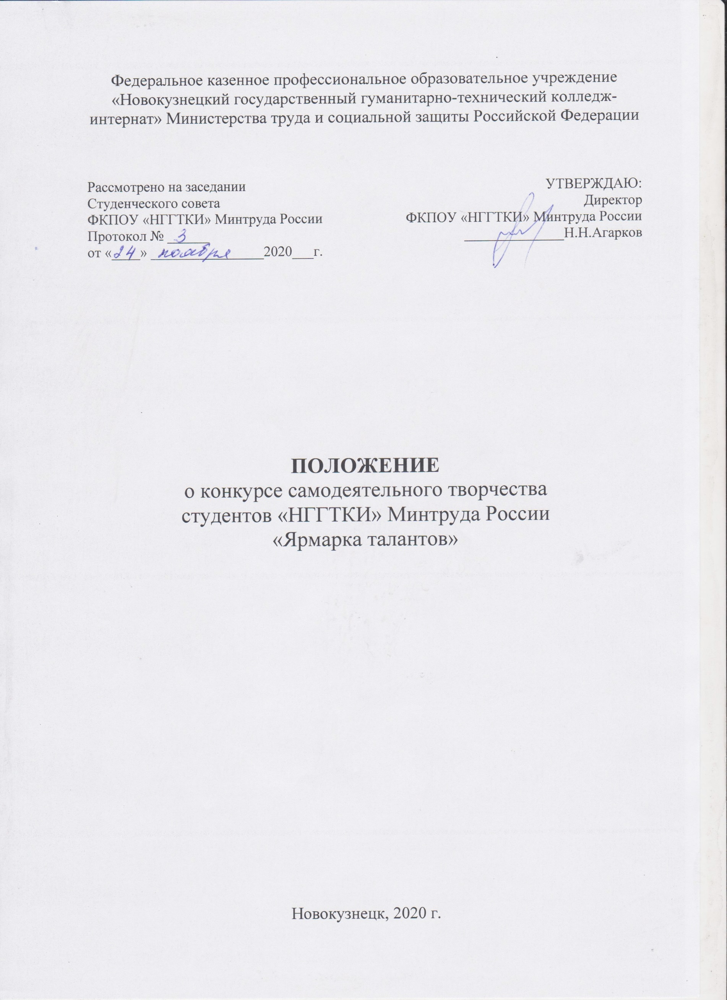 Федеральное казенное профессиональное образовательное учреждение
«Новокузнецкий государственный гуманитарно-технический колледж-
интернат» Министерства труда и социальной защиты Российской Федерации
Рассмотрено на заседании
Студенческого совета
ФКПОУ «НГГТКИ» Минтруда России
Протокол № 3
от «24» ноября 2020___г.
УТВЕРЖДАЮ:
Директор
ФКПОУ «НГГТКИ» Минтруда России
______________Н.Н.Агарков
ПОЛОЖЕНИЕ
о конкурсе самодеятельного творчества
студентов «НГГТКИ» Минтруда России
«Ярмарка талантов»
Новокузнецк, 2020 г.